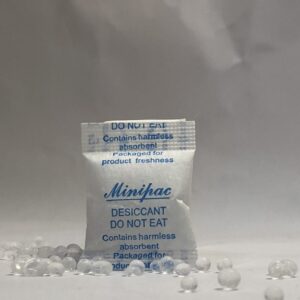 DO NOT EAT
Contains harmless
absorbent
Packaged for
product freshness
Minipac
DESICCANT
DO NOT EAT
Contains harmless
absorbent
Packaged for
product